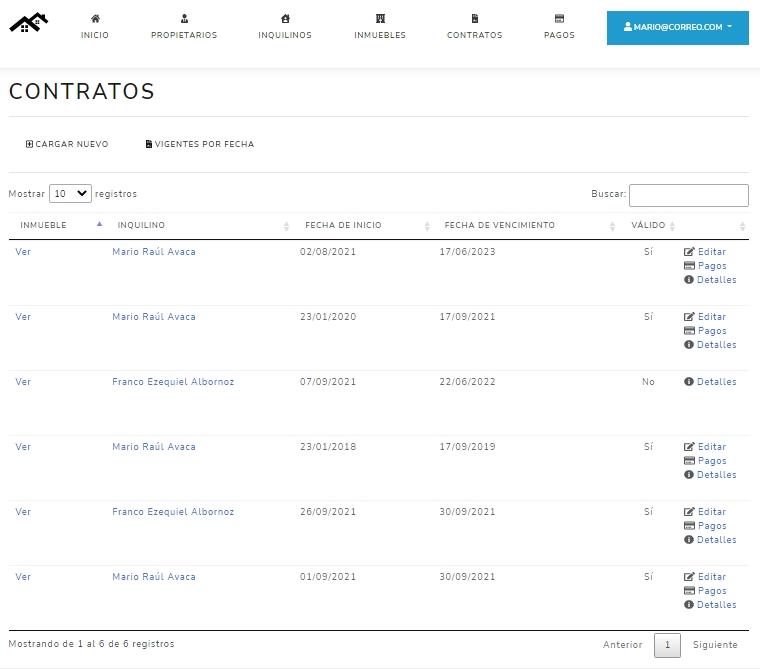 INICIO PROPIETARIOS INQUILINOS INMUEBLES CONTRATOS PAGOS MARIO@CORREO.COM
CONTRATOS
CARGAR NUEVO VIGENTES POR FECHA
Mostrar 10 registros Buscar:
INMUEBLE INQUILINO FECHA DE INICIO FECHA DE VENCIMIENTO VÁLIDO
Ver Mario Raúl Avaca 02/08/2021 17/06/2023 Sí Editar
Pagos
Detalles
Ver Mario Raúl Avaca 23/01/2020 17/09/2021 Sí Editar
Pagos
Detalles
Ver Franco Ezequiel Albornoz 07/09/2021 22/06/2022 No Detalles
Ver Mario Raúl Avaca 23/01/2018 17/09/2019 Sí Editar
Pagos
Detalles
Ver Franco Ezequiel Albornoz 26/09/2021 30/09/2021 Sí Editar
Pagos
Detalles
Ver Mario Raúl Avaca 01/09/2021 30/09/2021 Sí Editar
Pagos
Detalles
Mostrando de 1 al 6 de 6 registros Anterior 1 Siguiente